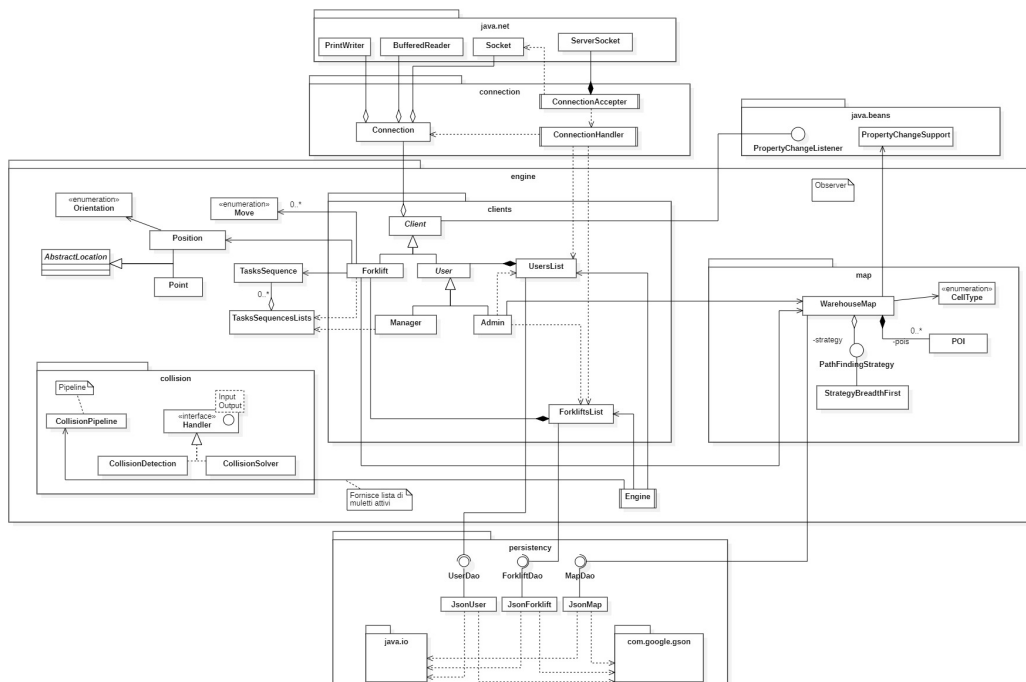 java.net
PrintWriter
BufferedReader
Socket
ServerSocket
connection
ConnectionAccepter
Connection
ConnectionHandler
java.beans
PropertyChangeListener
PropertyChangeSupport
engine
«enumeration»
Orientation
«enumeration»
Move
0..*
Observer
clients
Client
Position
AbstractLocation
Point
TasksSequence
0..*
TasksSequencesLists
Forklift
User
UsersList
Manager
Admin
ForkliftsList
map
WarehouseMap
«enumeration»
CellType
-strategy
-pois
0..*
POI
PathFindingStrategy
StrategyBreadthFirst
collision
Pipeline
CollisionPipeline
Input
Output
«interface»
Handler
CollisionDetection
CollisionSolver
Fornisce lista di
muletti attivi
Engine
persistency
UserDao
ForkliftDao
MapDao
JsonUser
JsonForklift
JsonMap
java.io
com.google.gson